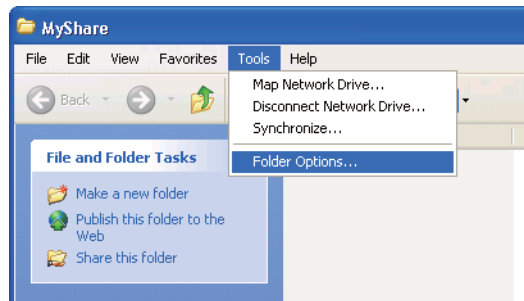 MyShare
File Edit View Favorites Tools Help
Map Network Drive...
Disconnect Network Drive...
Synchronize...
Folder Options...
Back
File and Folder Tasks
Make a new folder
Publish this folder to the
Web
Share this folder